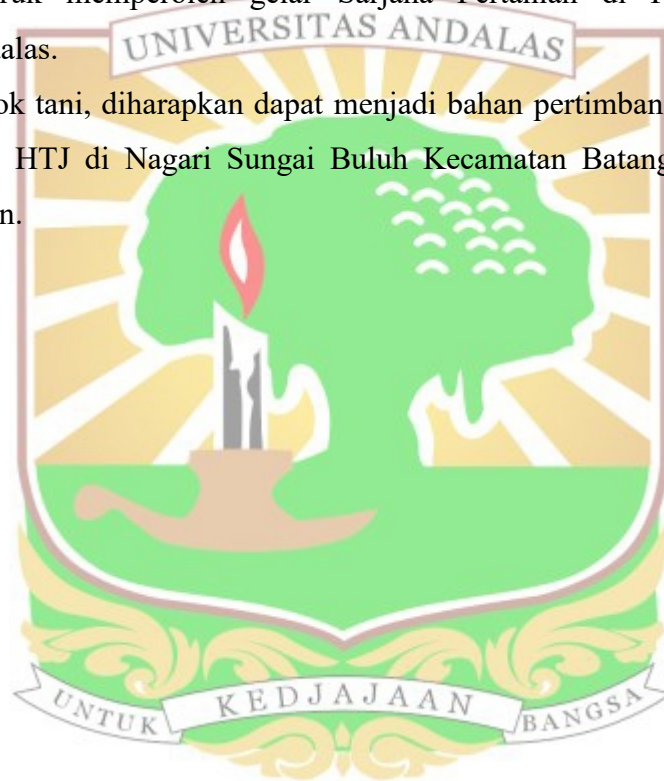 memperoleh gelar Sarjana Pertanian di
UNIVERSITAS ANDALAS
alas.
ok tani, diharapkan dapat menjadi bahan pertimban
HTJ di Nagari Sungai Buluh Kecamatan Batang
n.
UNTUK KEDJAJAAN BANGSA